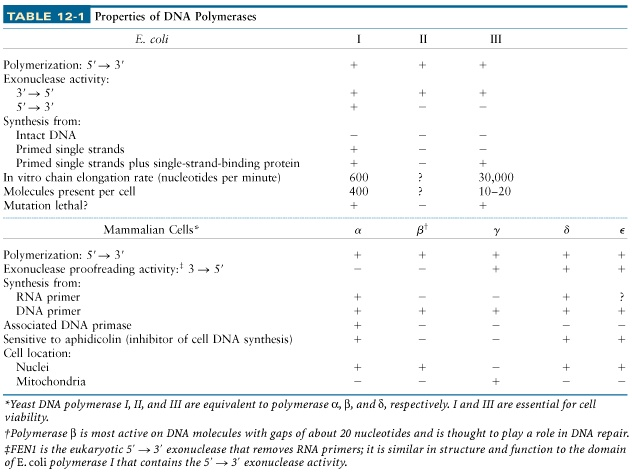 TABLE 12-1 Properties of DNA Polymerases
E. coli I II III
Polymerization: 5′ → 3′ + + +
Exonuclease activity:
3′ → 5′ + + +
5′ → 3′ + − −
Synthesis from:
Intact DNA − − −
Primed single strands + − −
Primed single strands plus single-strand-binding protein + − +
In vitro chain elongation rate (nucleotides per minute) 600 ? 30,000
Molecules present per cell 400 ? 10–20
Mutation lethal? + − +
Mammalian Cells* α β† γ δ ϵ
Polymerization: 5′ → 3′ + + + + +
Exonuclease proofreading activity:‡ 3 → 5′ − − + + +
Synthesis from:
RNA primer + − − + ?
DNA primer + + + + +
Associated DNA primase + − − − −
Sensitive to aphidicolin (inhibitor of cell DNA synthesis) + − − + +
Cell location:
Nuclei + + − + +
Mitochondria − − + − −
*Yeast DNA polymerase I, II, and III are equivalent to polymerase α, β, and δ, respectively. I and III are essential for cell
viability.
†Polymerase β is most active on DNA molecules with gaps of about 20 nucleotides and is thought to play a role in DNA repair.
‡FEN1 is the eukaryotic 5′ → 3′ exonuclease that removes RNA primers; it is similar in structure and function to the domain
of E. coli polymerase I that contains the 5′ → 3′ exonuclease activity.